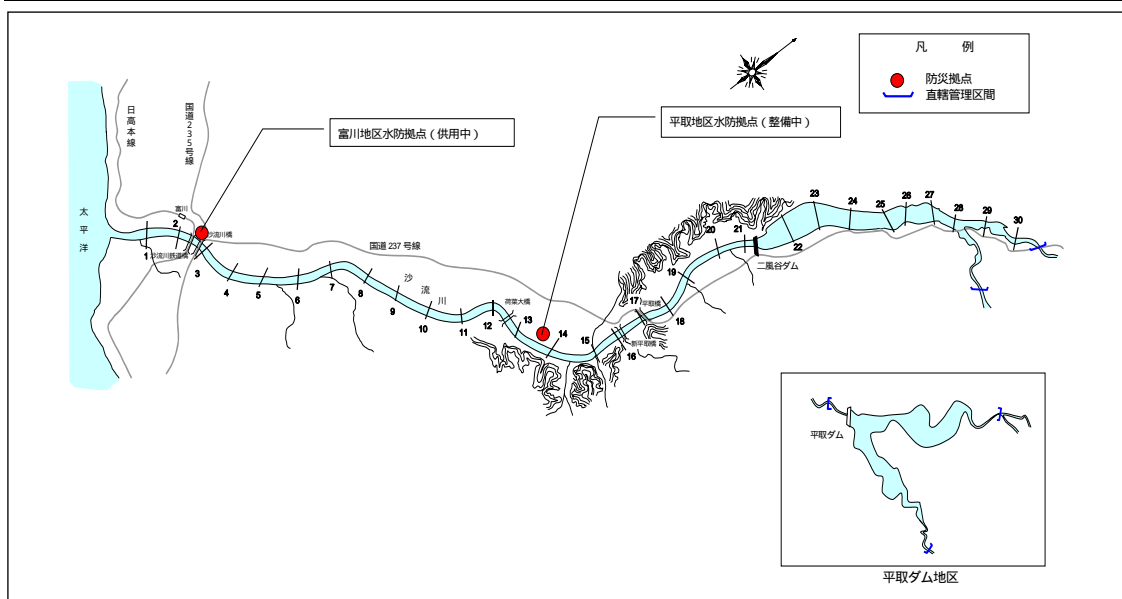 凡　例
防災拠点
直轄管理区間
富川地区水防拠点（供用中）
平取地区水防拠点（整備中）
日高本線
国道235号線
太平洋
富川
沙流川橋
沙流川鉄道橋
国道237号線
沙流川
荷菜大橋
平取橋
新平取橋
二風谷ダム
1
2
3
4
5
6
7
8
9
10
11
12
13
14
15
16
17
18
19
20
21
22
23
24
25
26
27
28
29
30
平取ダム
平取ダム地区